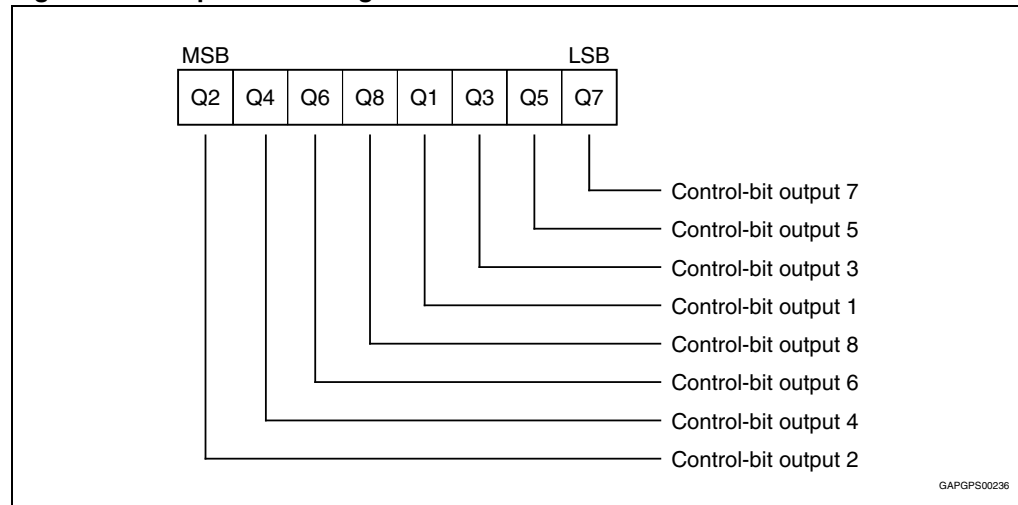 MSB LSB
Q2 Q4 Q6 Q8 Q1 Q3 Q5 Q7
Control-bit output 7
Control-bit output 5
Control-bit output 3
Control-bit output 1
Control-bit output 8
Control-bit output 6
Control-bit output 4
Control-bit output 2
GAPGPS00236